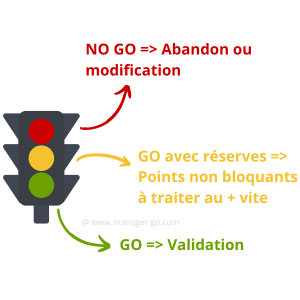 NO GO => Abandon ou
modification
GO avec réserves =>
Points non bloquants
à traiter au + vite
@ www.manager-go.com
GO => Validation